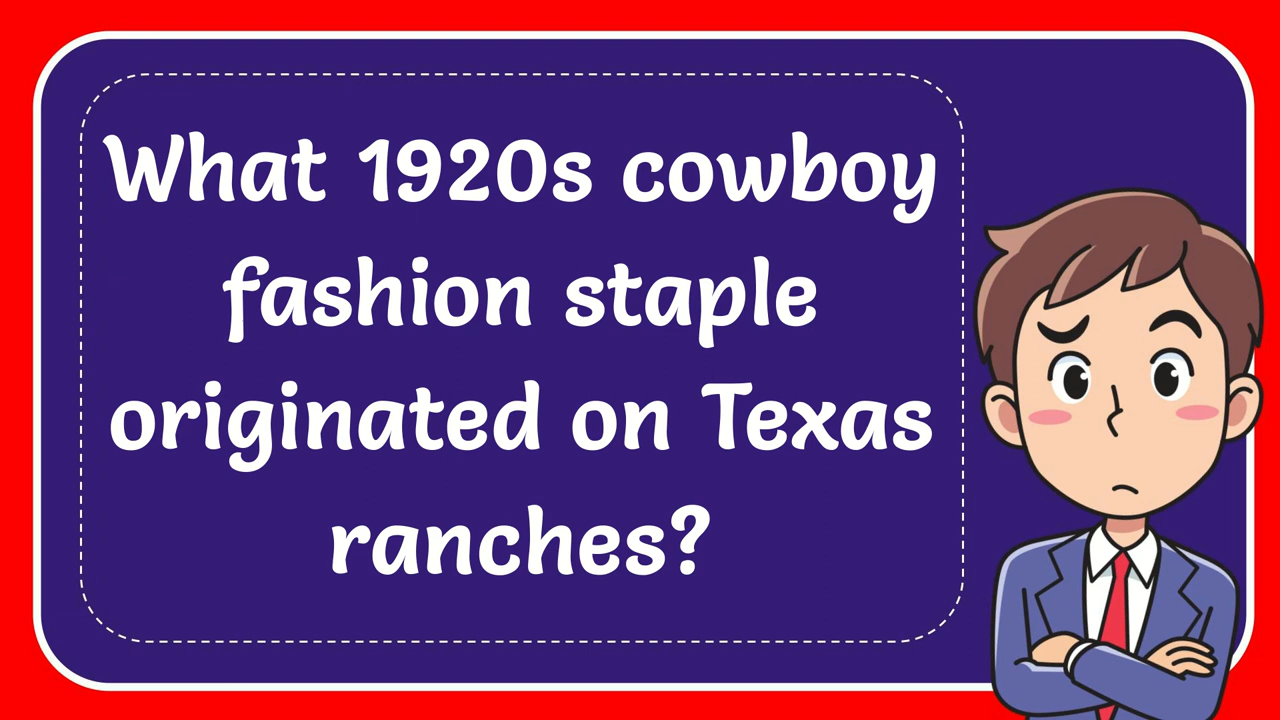 What 1920s cowboy
fashion staple
originated on Texas
ranches?